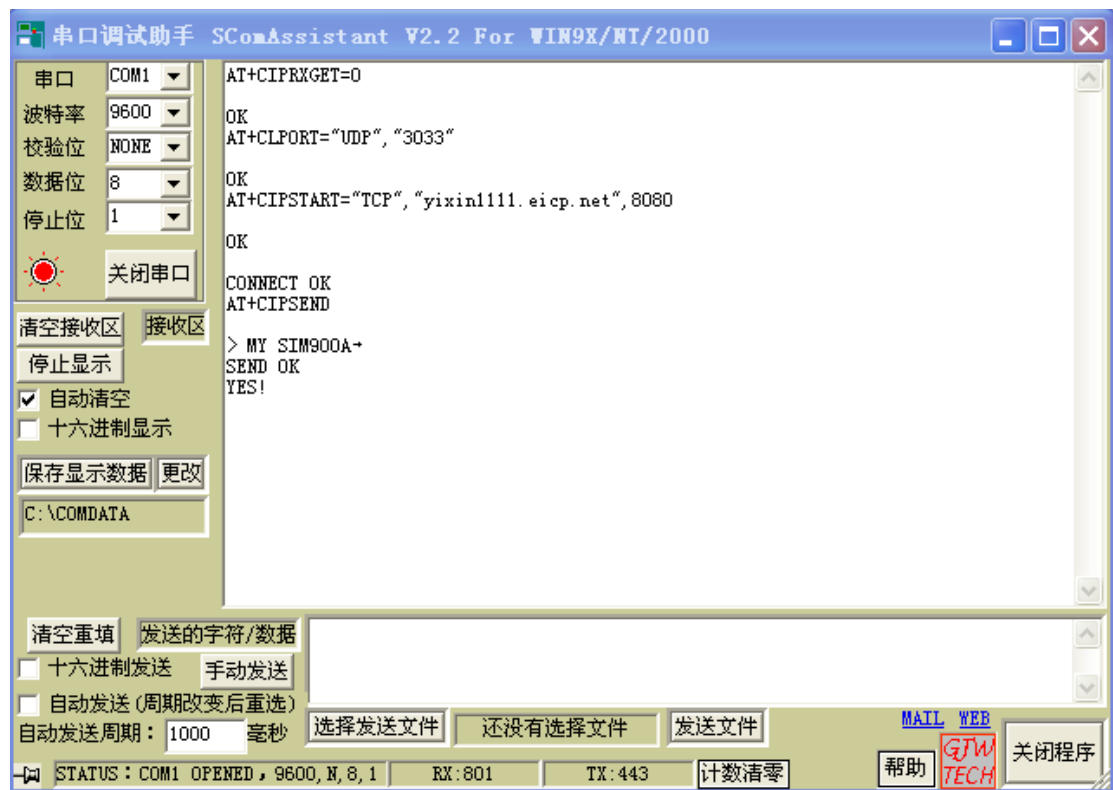 串口调试助手 SComAssistant V2.2 For WIN9X/NT/2000
串口 COM1
波特率 9600
校验位 NONE
数据位 8
停止位 1
关闭串口
清空接收区 接收区
停止显示
自动清空
十六进制显示
保存显示数据 更改
C:\COMDATA
AT+CIPRXGET=0
OK
AT+CLPORT="UDP","3033"
OK
AT+CIPSTART="TCP","yixin1111.eicp.net",8080
OK
CONNECT OK
AT+CIPSEND
> MY SIM900A→
SEND OK
YES!
清空重填 发送的字符/数据
十六进制发送 手动发送
自动发送(周期改变后重选)
自动发送周期：1000 毫秒 选择发送文件 还没有选择文件 发送文件
MAIL WEB
帮助 GJW TECH 关闭程序
STATUS：COM1 OPENED，9600,N,8,1 RX:801 TX:443 计数清零